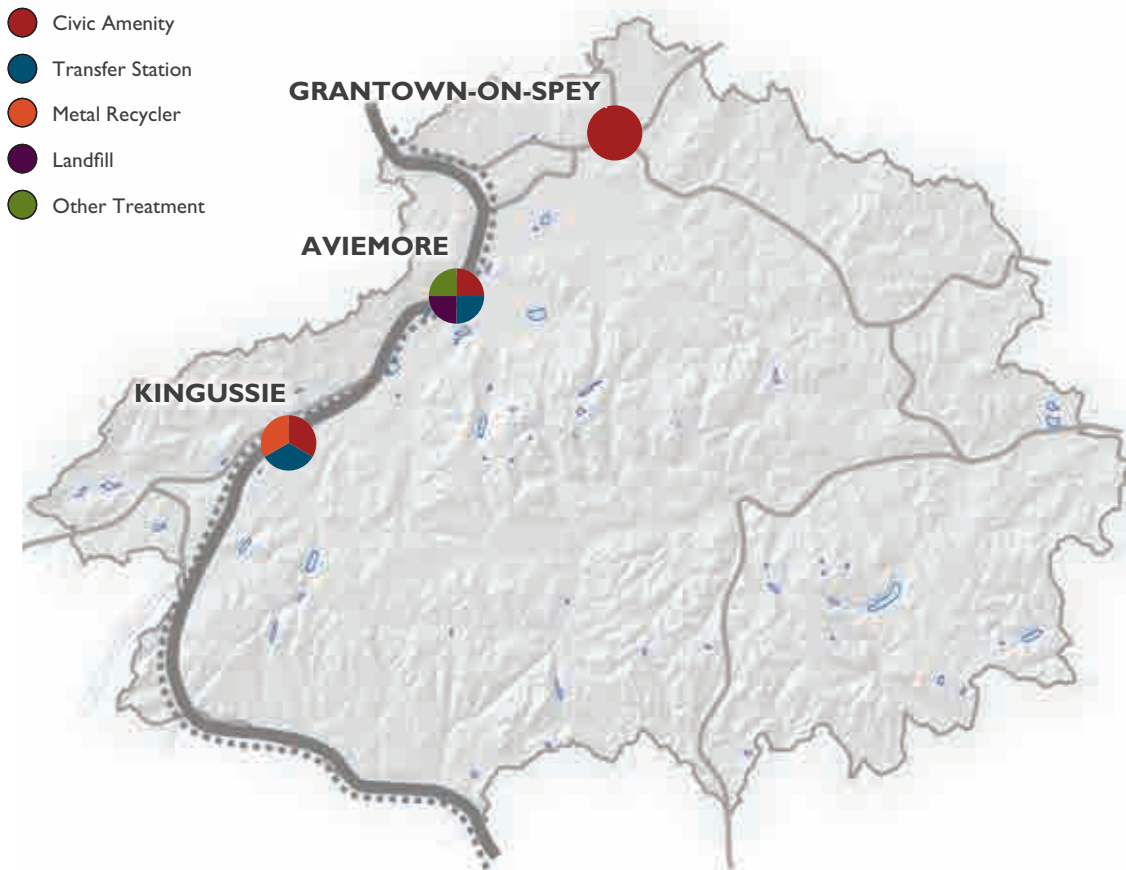 Civic Amenity
Transfer Station
Metal Recycler
Landfill
Other Treatment
GRANTOWN-ON-SPEY
AVIEMORE
KINGUSSIE